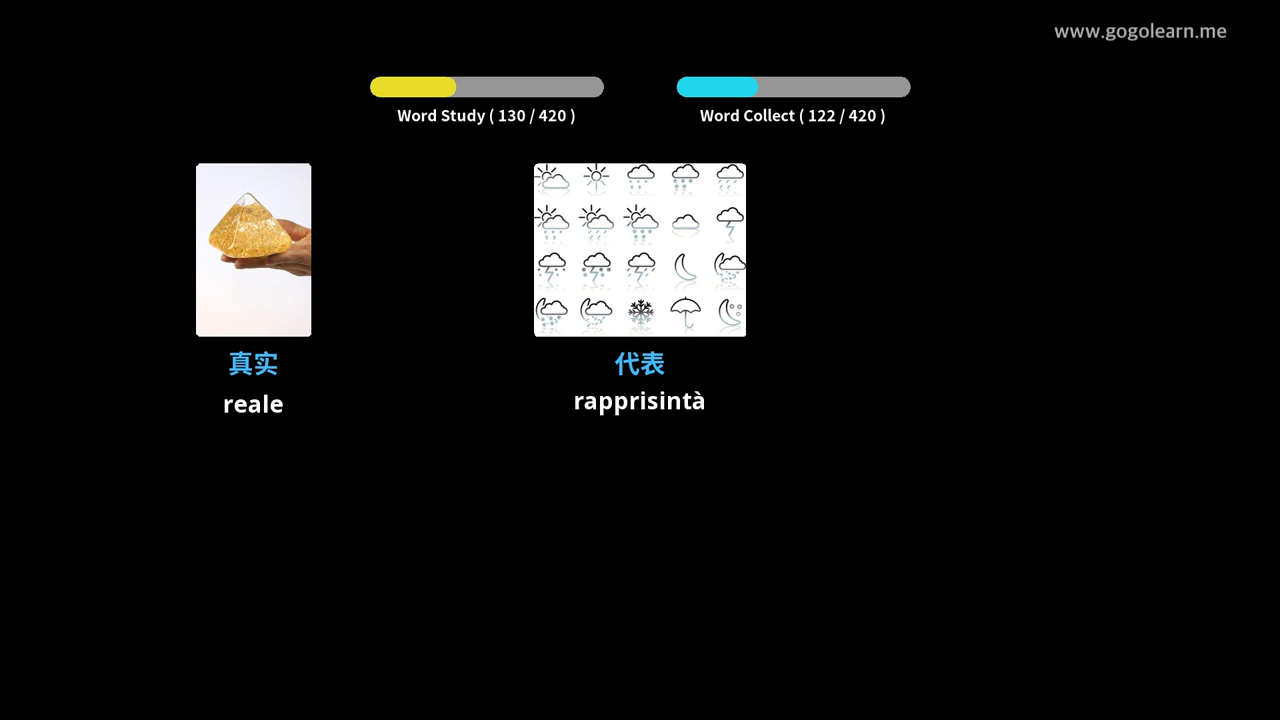 www.gogolearn.me
Word Study ( 130 / 420 )
Word Collect ( 122 / 420 )
真实
代表
reale
rapprisintà